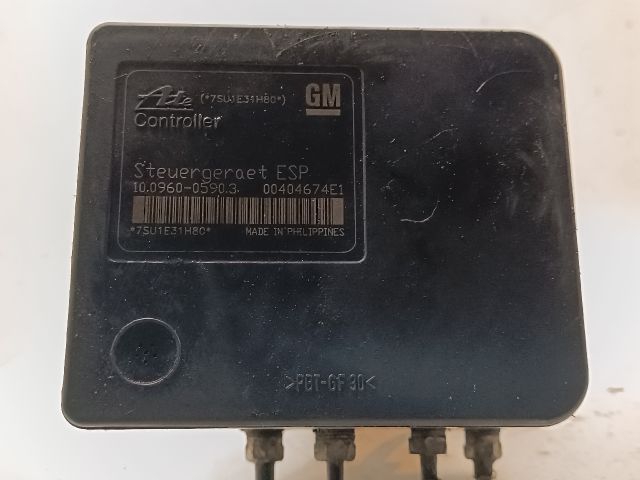 Ate (*7SU1E31H80*) GM
Controller
Steuergeraet ESP
10.0960-0590.3 00404674E1
*7SU1E31H80* MADE IN PHILIPPINES
>PBT-GF30<